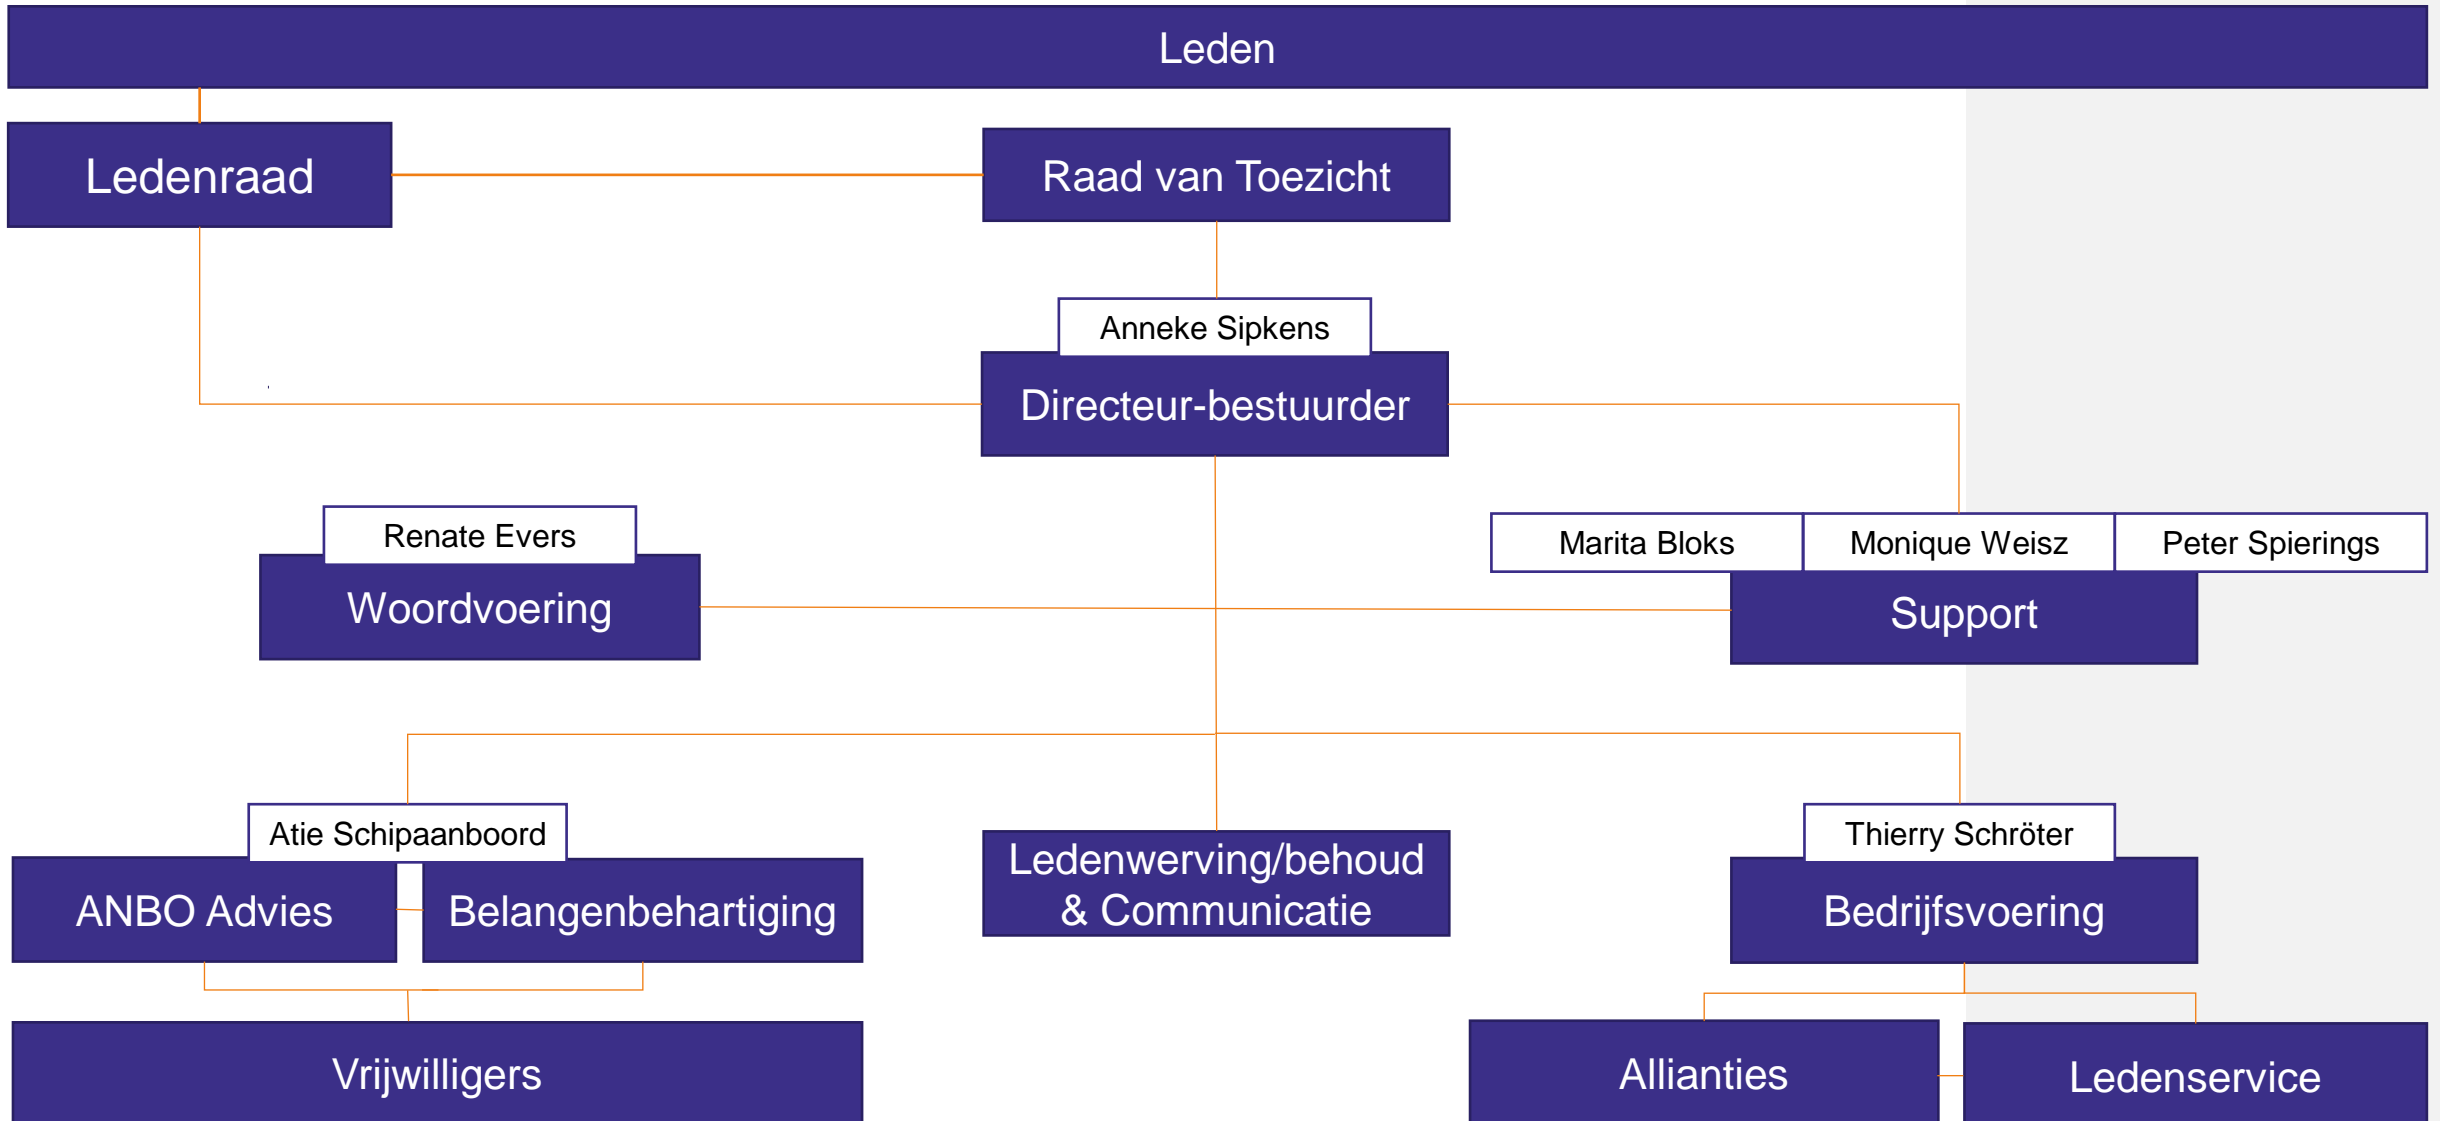 Leden
Ledenraad
Raad van Toezicht
Anneke Sipkens
Directeur-bestuurder
Renate Evers
Woordvoering
Marita Bloks
Monique Weisz
Peter Spierings
Support
Atie Schipaanboord
ANBO Advies
Belangenbehartiging
Ledenwerving/behoud
& Communicatie
Thierry Schröter
Bedrijfsvoering
Vrijwilligers
Allianties
Ledenservice